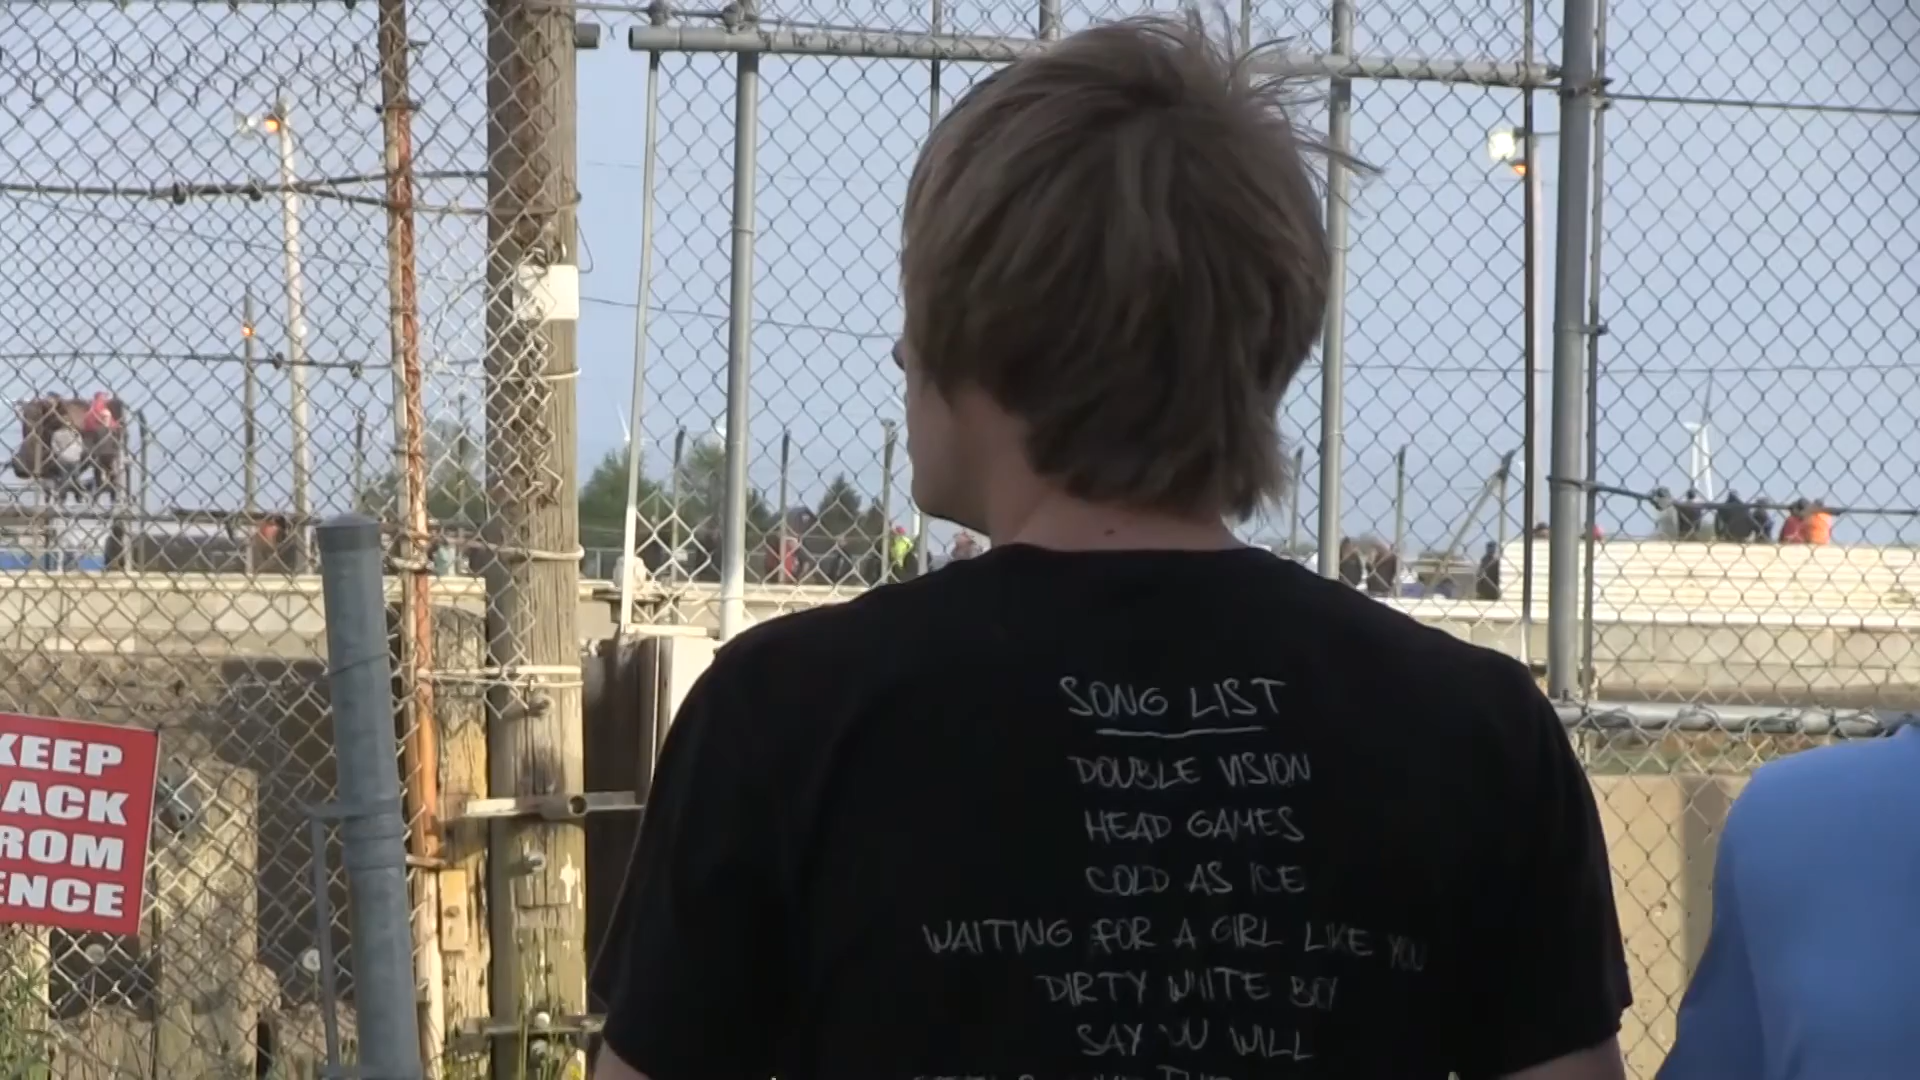 KEEP
ACK
ROM
ENCE
SONG LIST
DOUBLE VISION
HEAD GAMES
COLD AS ICE
WAITING FOR A GIRL LIKE YOU
DIRTY WHITE BOY
SAY YOU WILL